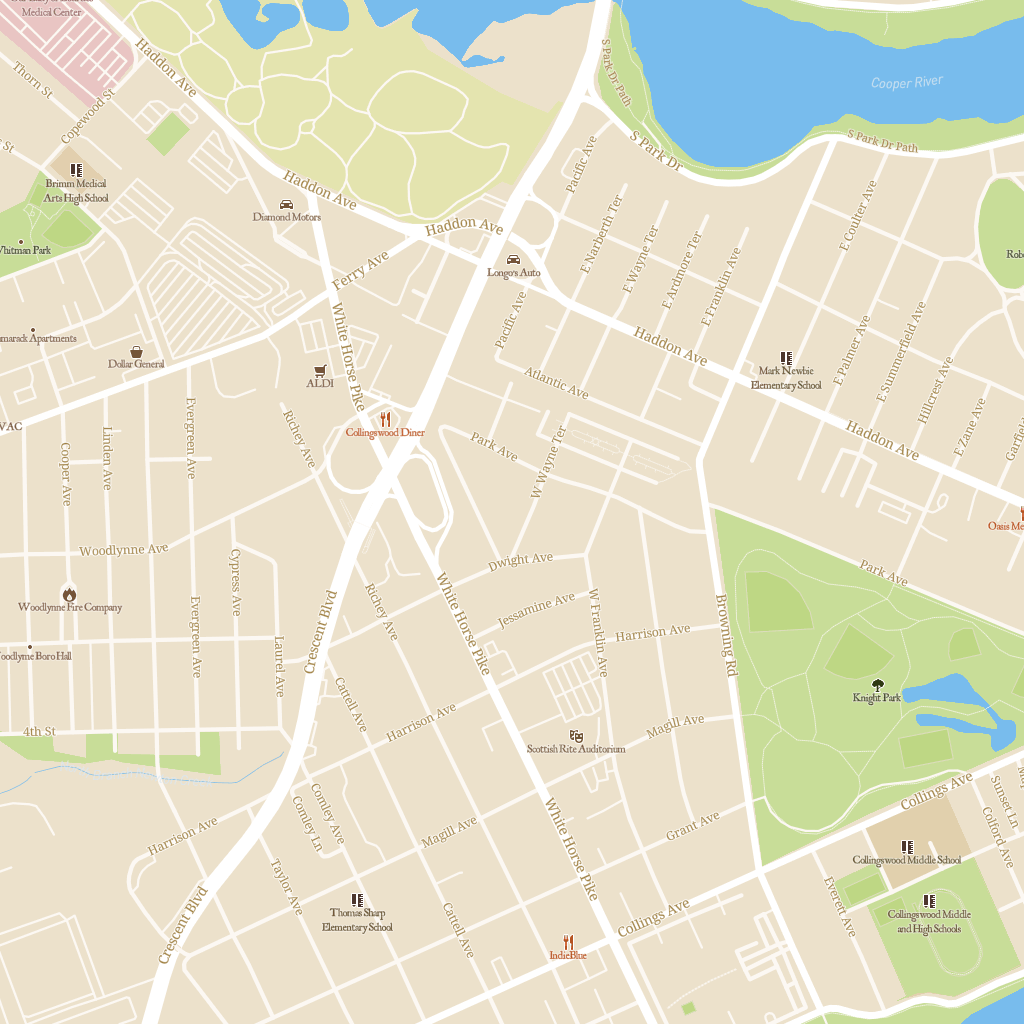 Medical Center
Haddon Ave
Thorn St
Copewood St
St
Brimm Medical
Arts High School
Whitman Park
Diamond Motors
Haddon Ave
Haddon Ave
Ferry Ave
Longo's Auto
S Park Dr Path
S Park Dr
Cooper River
S Park Dr Path
Pacific Ave
E Narberth Ter
E Wayne Ter
E Ardmore Ter
E Franklin Ave
E Coulter Ave
Robe
amarack Apartments
Dollar General
ALDI
White Horse Pike
Pacific Ave
Atlantic Ave
Haddon Ave
Mark Newbie
Elementary School
E Palmer Ave
E Summerfield Ave
Hillcrest Ave
E Zane Ave
Garfield
Haddon Ave
Oasis Me
VAC
Cooper Ave
Linden Ave
Evergreen Ave
Richey Ave
Collingswood Diner
Park Ave
W Wayne Ter
Woodlynne Ave
Cypress Ave
Evergreen Ave
Woodlynne Fire Company
oodlyrne Boro Hall
Laurel Ave
4th St
Crescent Blvd
Richey Ave
White Horse Pike
Dwight Ave
Jessamine Ave
W Franklin Ave
Harrison Ave
Browning Rd
Park Ave
Knight Park
Cattell Ave
Harrison Ave
Scottish Rite Auditorium
Magill Ave
Collings Ave
Sunset Ln
Colford Ave
Collingswood Middle School
Harrison Ave
Comley Ave
Comley Ln
Magill Ave
White Horse Pike
Grant Ave
Everett Ave
Collingswood Middle
and High Schools
Taylor Ave
Thomas Sharp
Elementary School
Cattell Ave
Crescent Blvd
Collings Ave
IndieBlue